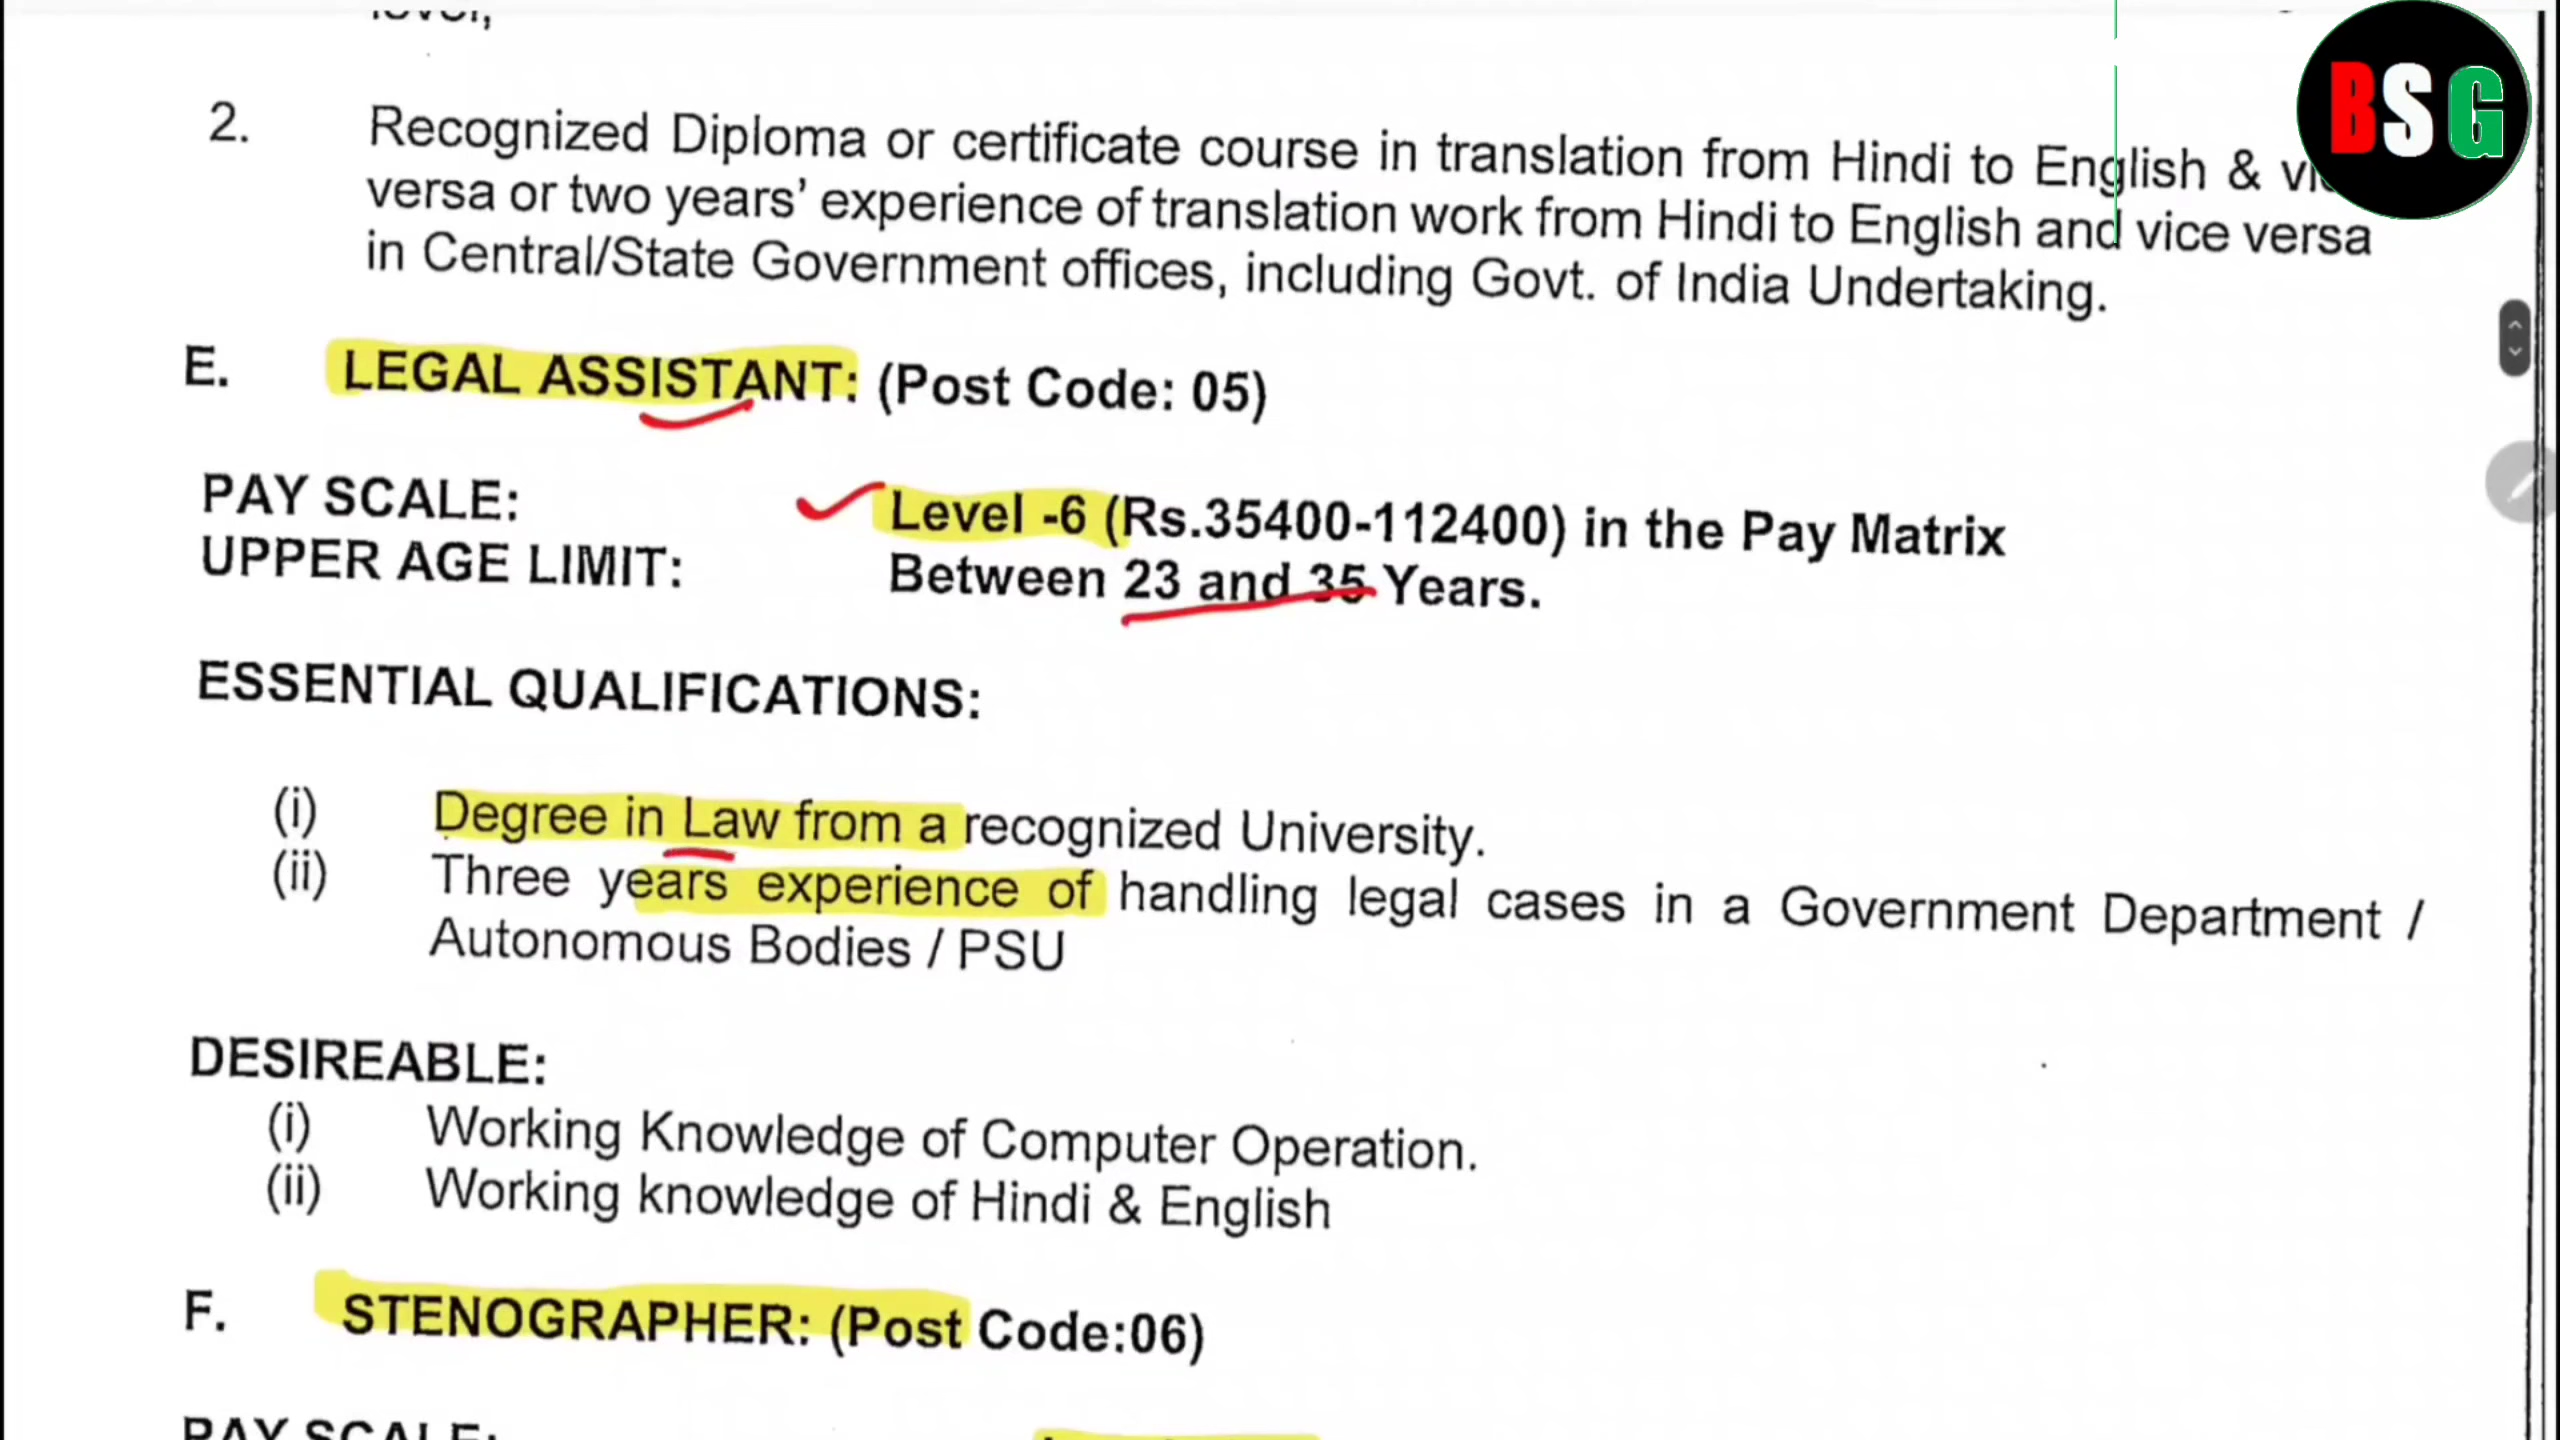 level,
BSG
2. Recognized Diploma or certificate course in translation from Hindi to English &
versa or two years’ experience of translation work from Hindi to English and vice versa
in Central/State Government offices, including Govt. of India Undertaking.
E. LEGAL ASSISTANT: (Post Code: 05)
PAY SCALE: Level -6 (Rs.35400-112400) in the Pay Matrix
UPPER AGE LIMIT: Between 23 and 35 Years.
ESSENTIAL QUALIFICATIONS:
(i) Degree in Law from a recognized University.
(ii) Three years experience of handling legal cases in a Government Department /
Autonomous Bodies / PSU
DESIREABLE:
(i) Working Knowledge of Computer Operation.
(ii) Working knowledge of Hindi & English
F. STENOGRAPHER: (Post Code:06)
PAY SCALE: